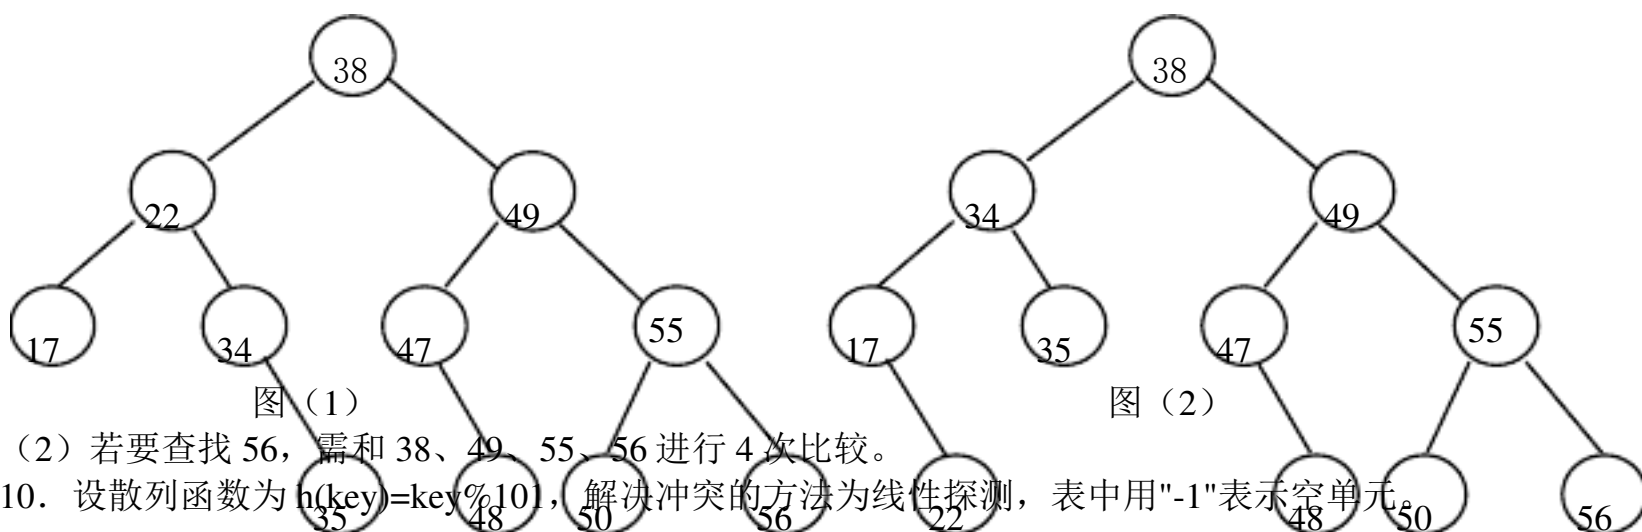 38 38
22 49 34 49
17 34 47 55 17 35 47 55
图（1） 图（2）
（2）若要查找 56，需和 38、49、55、56 进行 4 次比较。
10．设散列函数为 h(key)=key%101，解决冲突的方法为线性探测，表中用"-1"表示空单元。
35 48 50 56 22 48 50 56